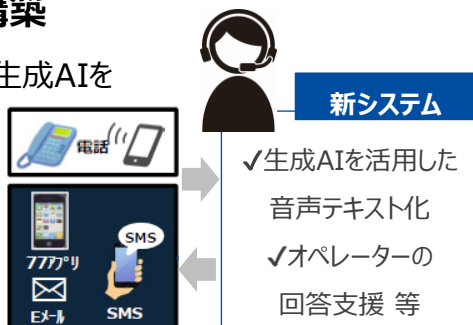 構築
生成AIを
新システム
電話
✓生成AIを活用した
音声テキスト化
SMS
✓オペレーターの
ﾌｱｱﾌﾟﾘ
回答支援 等
Eﾒｰﾙ
SMS